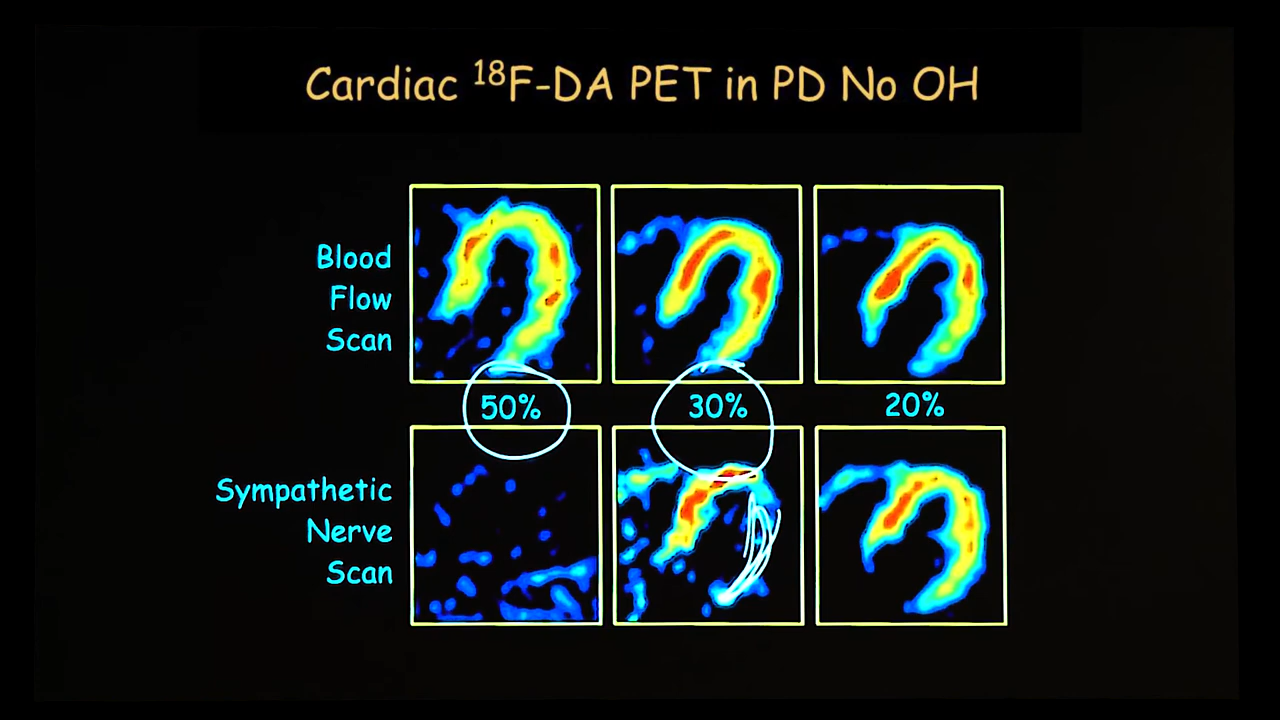 Cardiac ¹⁸F-DA PET in PD No OH
Blood
Flow
Scan
50% 30% 20%
Sympathetic
Nerve
Scan